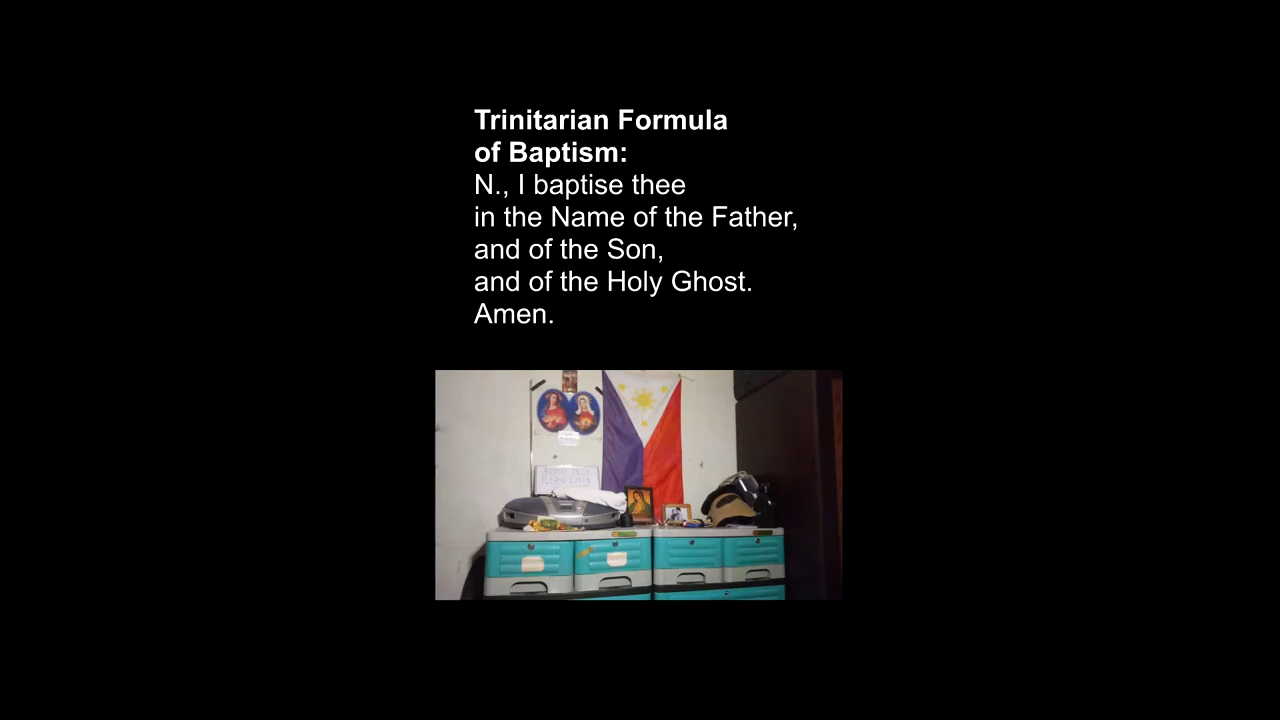 Trinitarian Formula
of Baptism:
N., I baptise thee
in the Name of the Father,
and of the Son,
and of the Holy Ghost.
Amen.